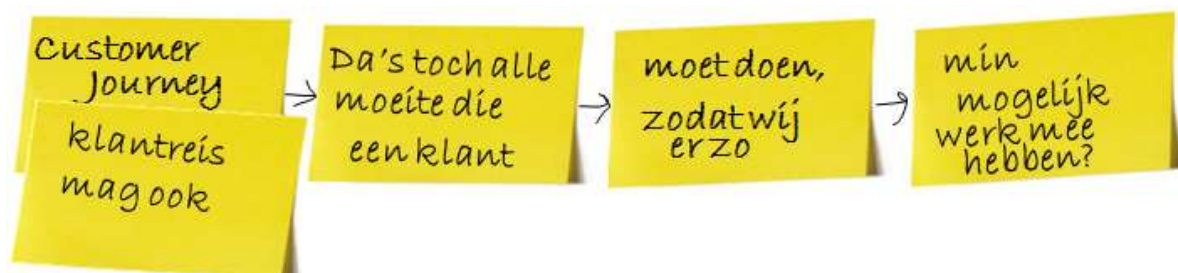 Customer
Journey
klantreis
mag ook
Da's toch alle
moeite die
een klant
moet doen,
zodat wij
er zo
min
mogelijk
werk mee
hebben?